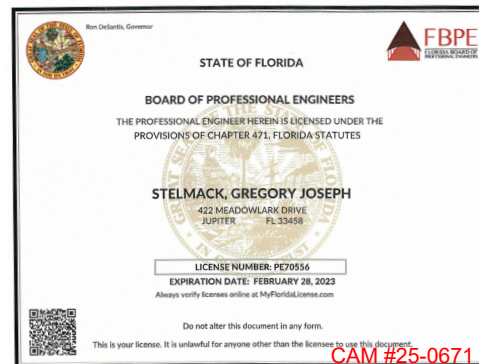 Ron DeSantis, Governor
FBPE
FLORIDA BOARD OF
PROFESSIONAL ENGINEERS
STATE OF FLORIDA
BOARD OF PROFESSIONAL ENGINEERS
THE PROFESSIONAL ENGINEER HEREIN IS LICENSED UNDER THE
PROVISIONS OF CHAPTER 471, FLORIDA STATUTES
STELMACK, GREGORY JOSEPH
422 MEADOWLARK DRIVE
JUPITER FL 33458
LICENSE NUMBER: PE70556
EXPIRATION DATE: FEBRUARY 28, 2023
Always verify licenses online at MyFloridaLicense.com
Do not alter this document in any form.
This is your license. It is unlawful for anyone other than the licensee to use this document.
CAM #25-0671